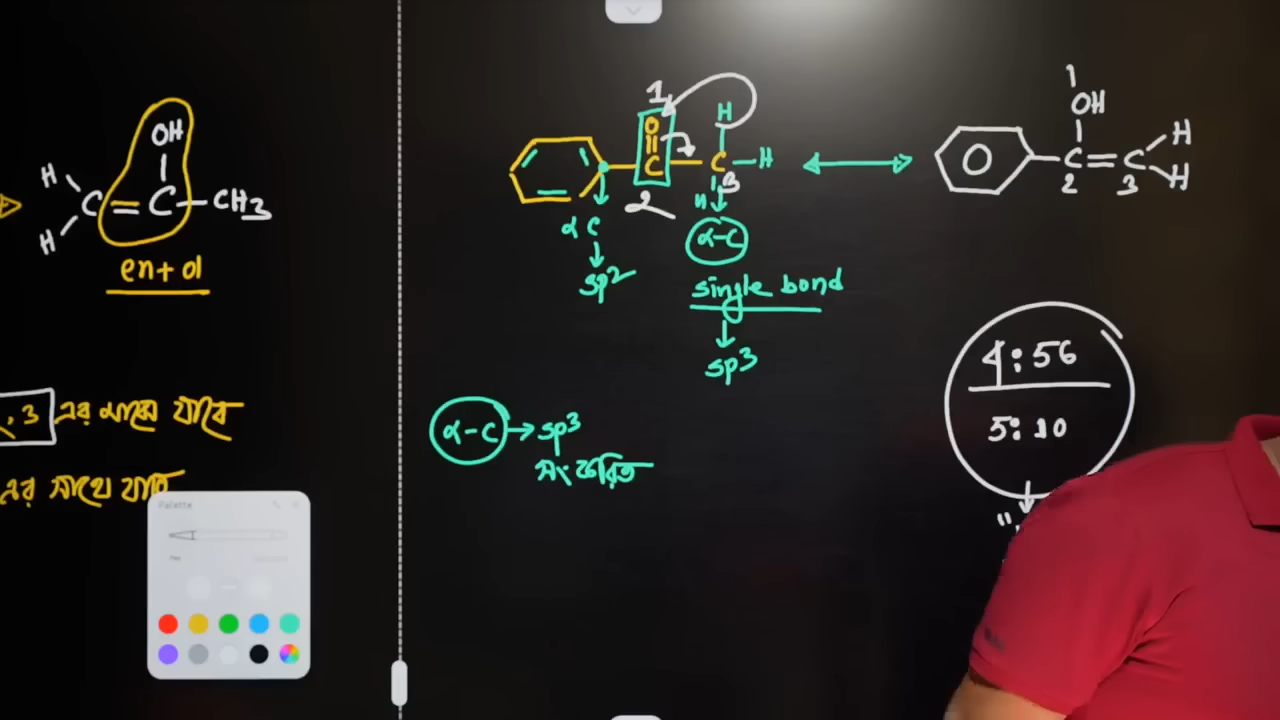 OH
H
C = C - CH3
H
en + ol
, 3 এর মাঝে যাবে
এর সাথে যাবে
1
O
H
C C - H
3
2
H
α C
α-C
sp2
single bond
sp3
α-C → sp3
সংকরিত
1
OH
C = C
H
H
2 3
4:56
5:10
Palette
Pen